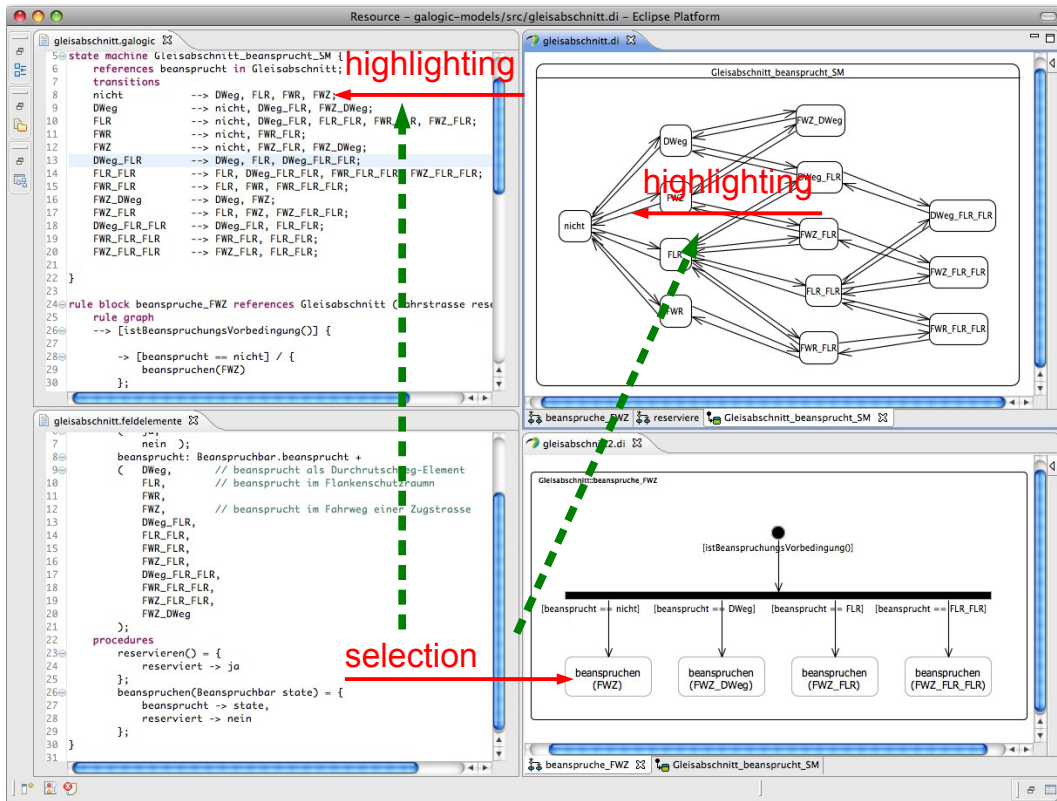 Resource - galogic-models/src/gleisabschnitt.di - Eclipse Platform
gleisabschnitt.galogic
5 state machine Gleisabschnitt_beansprucht_SM {
6 references beansprucht in Gleisabschnitt;
7 transitions
8 nicht --> DWeg, FLR, FWR, FWZ;
9 DWeg --> nicht, DWeg_FLR, FWZ_DWeg;
10 FLR --> nicht, DWeg_FLR, FLR_FLR, FWR_FLR, FWZ_FLR;
11 FWR --> nicht, FWR_FLR;
12 FWZ --> nicht, FWZ_FLR, FWZ_DWeg;
13 DWeg_FLR --> DWeg, FLR, DWeg_FLR_FLR;
14 FLR_FLR --> FLR, DWeg_FLR_FLR, FWR_FLR_FLR, FWZ_FLR_FLR;
15 FWR_FLR --> FLR, FWR, FWR_FLR_FLR;
16 FWZ_DWeg --> DWeg, FWZ;
17 FWZ_FLR --> FLR, FWZ, FWZ_FLR_FLR;
18 DWeg_FLR_FLR --> DWeg_FLR, FLR_FLR;
19 FWR_FLR_FLR --> FWR_FLR, FLR_FLR;
20 FWZ_FLR_FLR --> FWZ_FLR, FLR_FLR;
21
22 }
23
24 rule block beanspruche_FWZ references Gleisabschnitt (Fahrstrasse rese
25 rule graph
26 --> [istBeanspruchungsVorbedingung()] {
27
28 -> [beansprucht == nicht] / {
29 beanspruchen(FWZ)
30 };
highlighting
gleisabschnitt.di
Gleisabschnitt_beansprucht_SM
FWZ_DWeg
DWeg
DWeg_FLR
highlighting
FWZ
DWeg_FLR_FLR
nicht
FWZ_FLR
FLR
FWZ_FLR_FLR
FLR_FLR
FWR
FWR_FLR_FLR
FWR_FLR
beanspruche_FWZ reserviere Gleisabschnitt_beansprucht_SM
gleisabschnitt.feldelemente
( ja,
7 nein );
8 beansprucht: Beanspruchbar.beansprucht +
9 ( DWeg, // beansprucht als Durchrutschweg-Element
10 FLR, // beansprucht im Flankenschutzraumn
11 FWR,
12 FWZ, // beansprucht im Fahrweg einer Zugstrasse
13 DWeg_FLR,
14 FLR_FLR,
15 FWR_FLR,
16 FWZ_FLR,
17 DWeg_FLR_FLR,
18 FWR_FLR_FLR,
19 FWZ_FLR_FLR,
20 FWZ_DWeg
21 );
22 procedures
23 reservieren() = {
24 reserviert -> ja
25 };
26 beanspruchen(Beanspruchbar state) = {
27 beansprucht -> state,
28 reserviert -> nein
29 };
30 }
31
selection
gleisabschnitt2.di
Gleisabschnitt::beanspruche_FWZ
[istBeanspruchungsVorbedingung()]
[beansprucht == nicht] [beansprucht == DWeg] [beansprucht == FLR] [beansprucht == FLR_FLR]
beanspruchen (FWZ)
beanspruchen (FWZ_DWeg)
beanspruchen (FWZ_FLR)
beanspruchen (FWZ_FLR_FLR)
beanspruche_FWZ Gleisabschnitt_beansprucht_SM